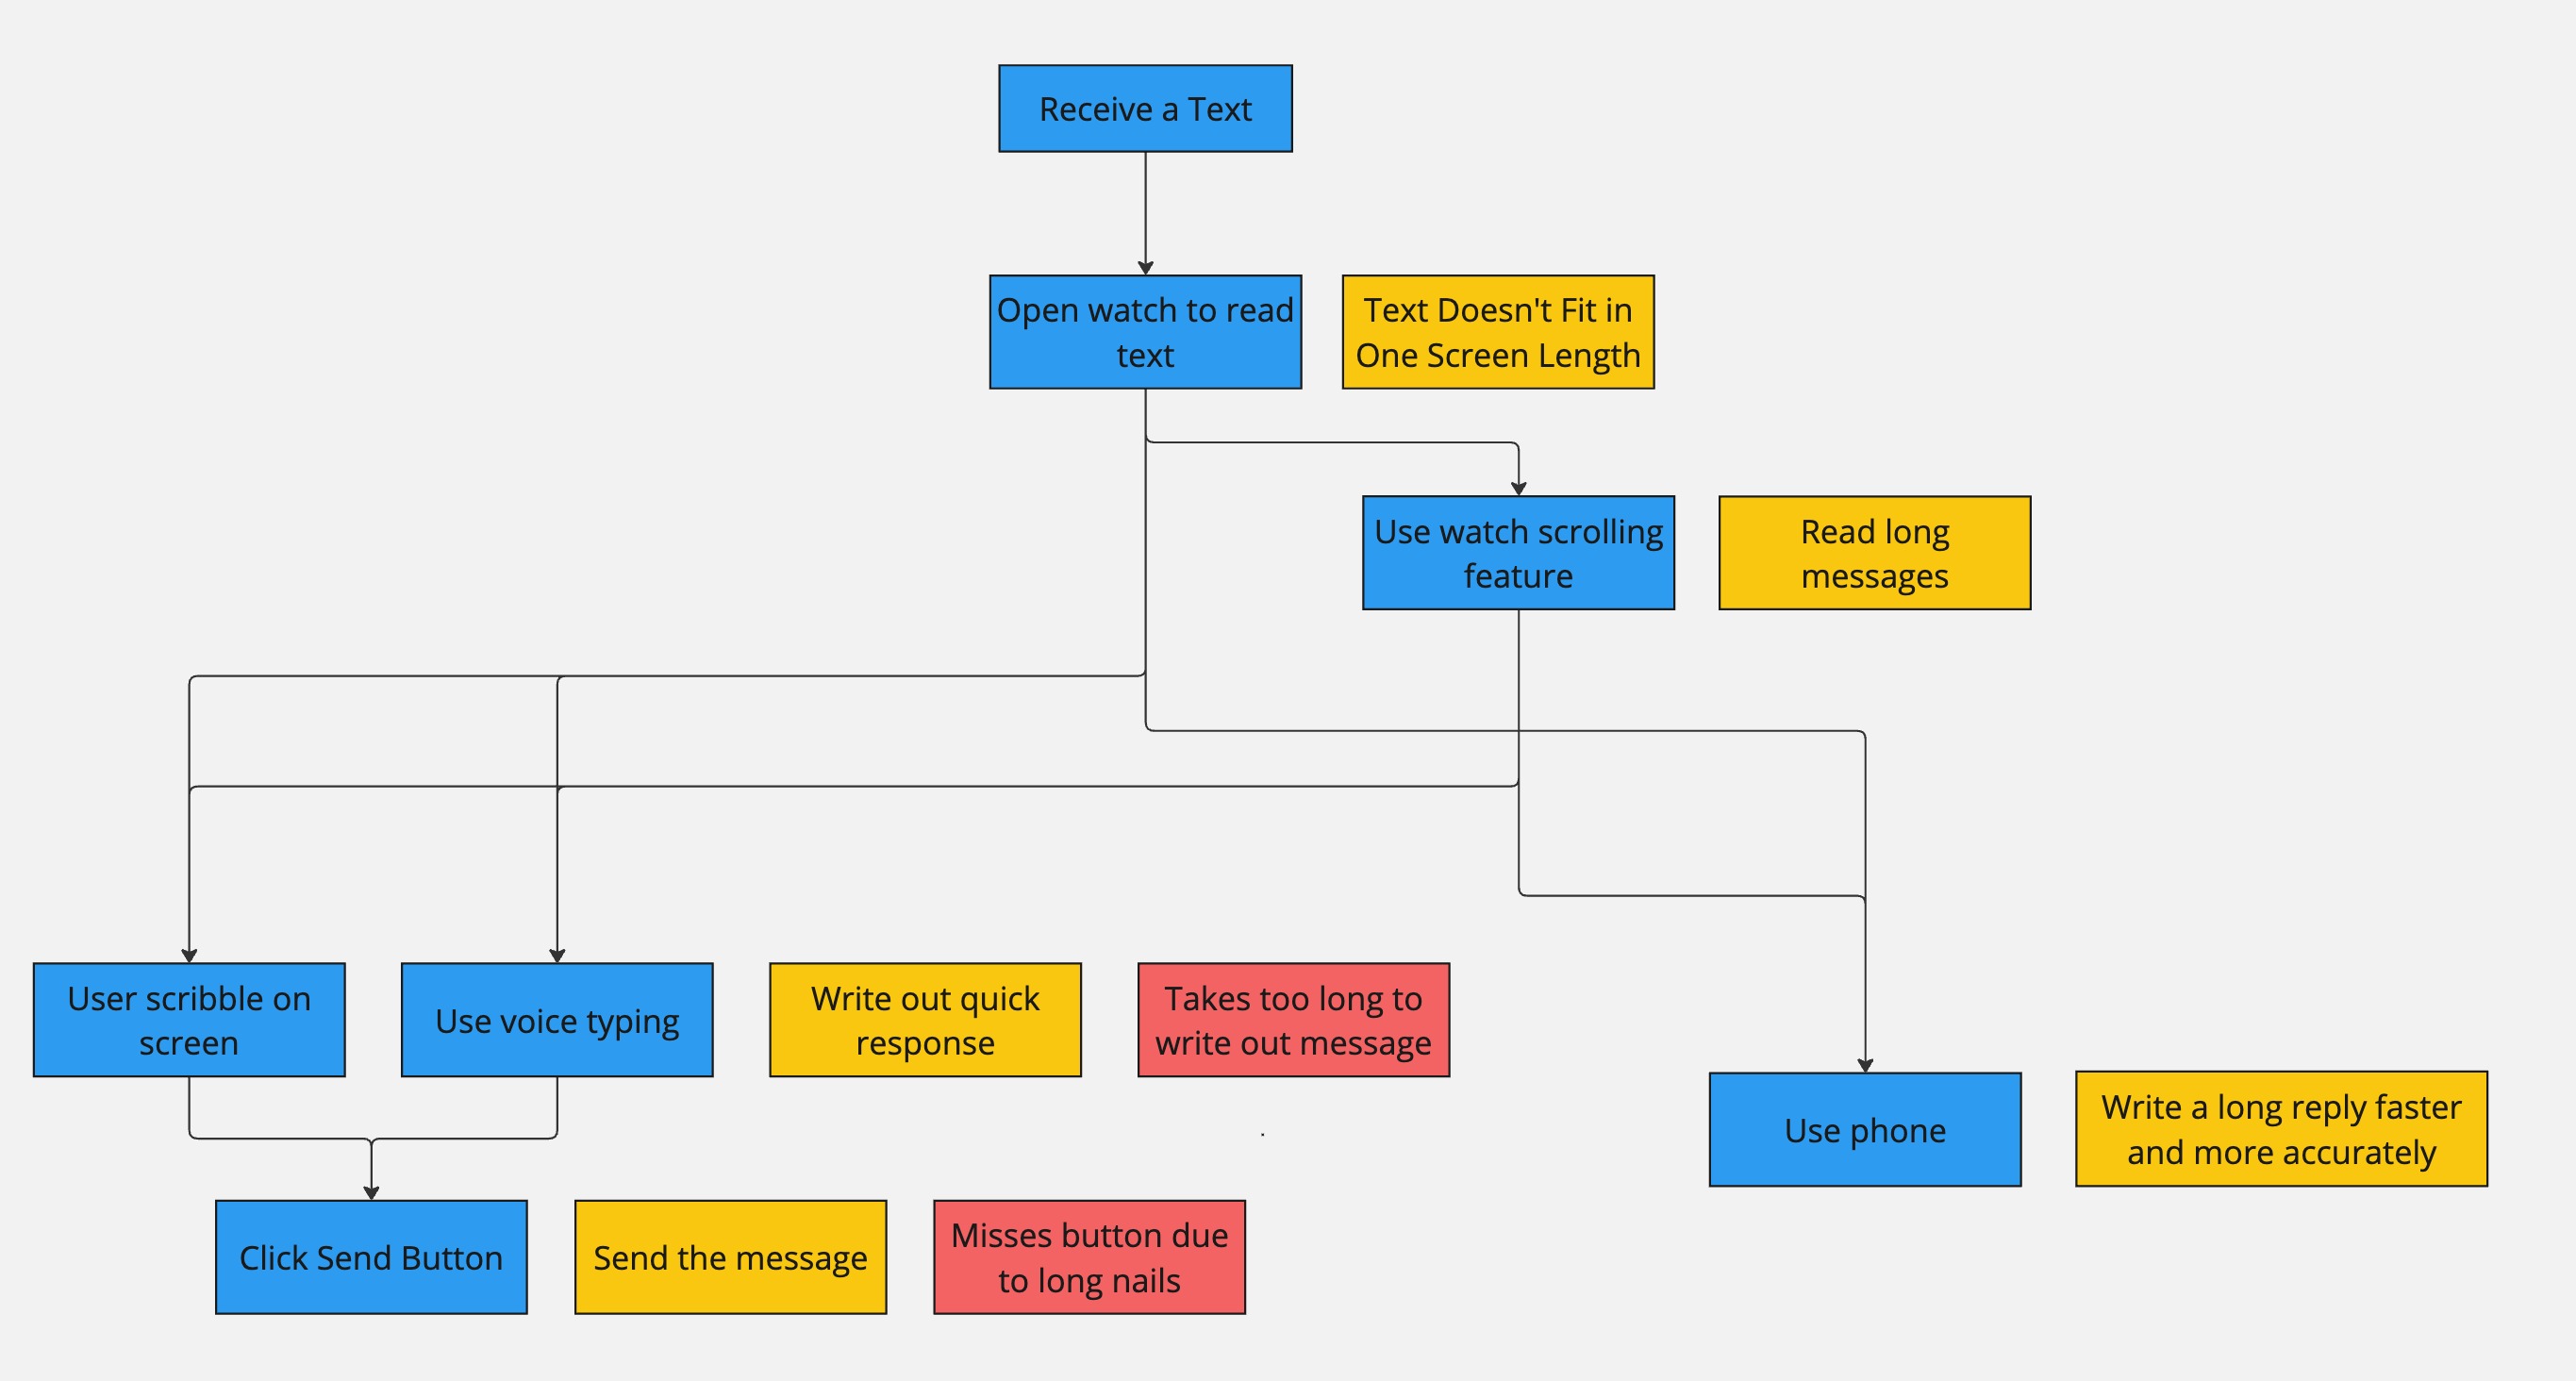 Receive a Text
Open watch to read
text
Text Doesn't Fit in
One Screen Length
Use watch scrolling
feature
Read long
messages
User scribble on
screen
Use voice typing
Write out quick
response
Takes too long to
write out message
Use phone
Write a long reply faster
and more accurately
Click Send Button
Send the message
Misses button due
to long nails